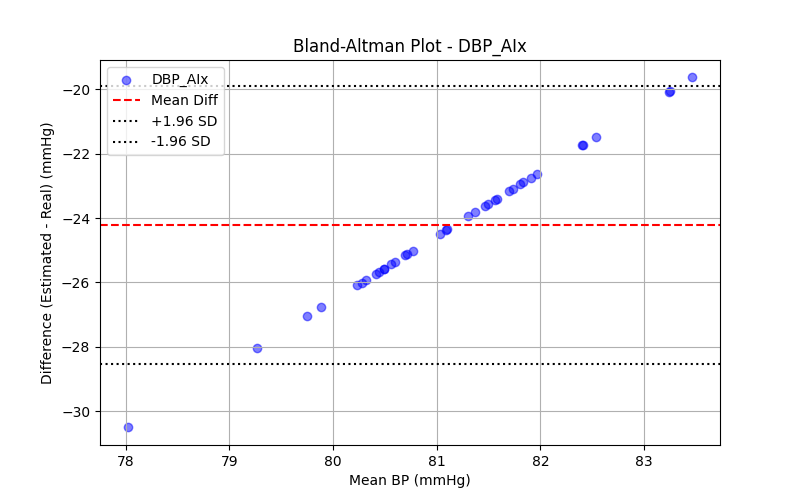 Bland-Altman Plot - DBP_AIx
DBP_AIx
Mean Diff
+1.96 SD
-1.96 SD
Difference (Estimated - Real) (mmHg)
−20
−22
−24
−26
−28
−30
78 79 80 81 82 83
Mean BP (mmHg)